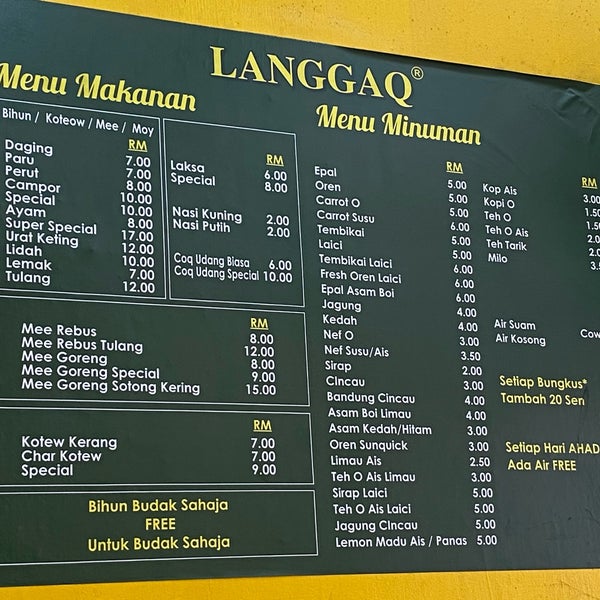 LANGGAQ®
Menu Makanan
Bihun / Koteow / Mee / Moy
RM
Daging 7.00
Paru 7.00
Perut 8.00
Campor 10.00
Special 10.00
Ayam 8.00
Super Special 17.00
Urat Keting 12.00
Lidah 10.00
Lemak 7.00
Tulang 12.00
RM
Laksa 6.00
Special 8.00
Nasi Kuning 2.00
Nasi Putih 2.00
Coq Udang Biasa 6.00
Coq Udang Special 10.00
RM
Mee Rebus 8.00
Mee Rebus Tulang 12.00
Mee Goreng 8.00
Mee Goreng Special 9.00
Mee Goreng Sotong Kering 15.00
RM
Kotew Kerang 7.00
Char Kotew 7.00
Special 9.00
Bihun Budak Sahaja
FREE
Untuk Budak Sahaja
Menu Minuman
RM
Epal 5.00
Oren 5.00
Carrot O 5.00
Carrot Susu 6.00
Tembikai 5.00
Laici 5.00
Tembikai Laici 6.00
Fresh Oren Laici 6.00
Epal Asam Boi 6.00
Jagung 4.00
Kedah 4.00
Nef O 3.00
Nef Susu/Ais 3.50
Sirap 2.00
Cincau 3.00
Bandung Cincau 4.00
Asam Boi Limau 4.00
Asam Kedah/Hitam 3.00
Oren Sunquick 3.00
Limau Ais 2.50
Teh O Ais Limau 3.00
Sirap Laici 5.00
Teh O Ais Laici 5.00
Jagung Cincau 5.00
Lemon Madu Ais / Panas 5.00
RM
Kop Ais 3.00
Kopi O 1.50
Teh O
Teh O Ais
Teh Tarik
Milo
Air Suam
Air Kosong
Setiap Bungkus*
Tambah 20 Sen
Setiap Hari AHAD
Ada Air FREE